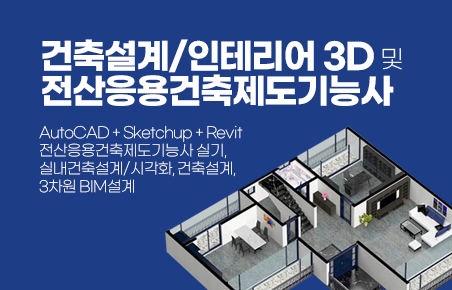 건축설계/인테리어 3D 및
전산응용건축제도기능사
AutoCAD + Sketchup + Revit
전산응용건축제도기능사 실기,
실내건축설계/시각화, 건축설계,
3차원 BIM설계